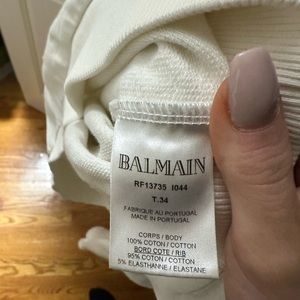 BALMAIN
RF13735 I044
T.34
FABRIQUE AU PORTUGAL
MADE IN PORTUGAL
CORPS / BODY
100% COTON / COTTON
BORD COTE / RIB
95% COTON / COTTON
5% ELASTHANNE / ELASTANE